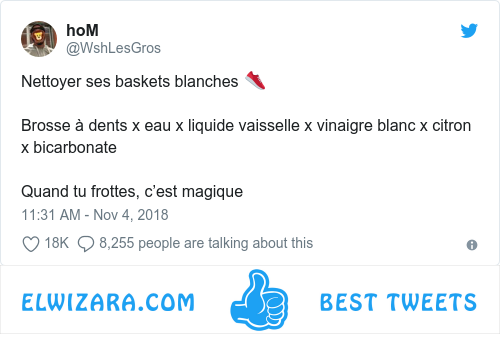 hoM
@WshLesGros
Nettoyer ses baskets blanches
Brosse à dents x eau x liquide vaisselle x vinaigre blanc x citron
x bicarbonate
Quand tu frottes, c’est magique
11:31 AM - Nov 4, 2018
18K 8,255 people are talking about this
ELWIZARA.COM BEST TWEETS